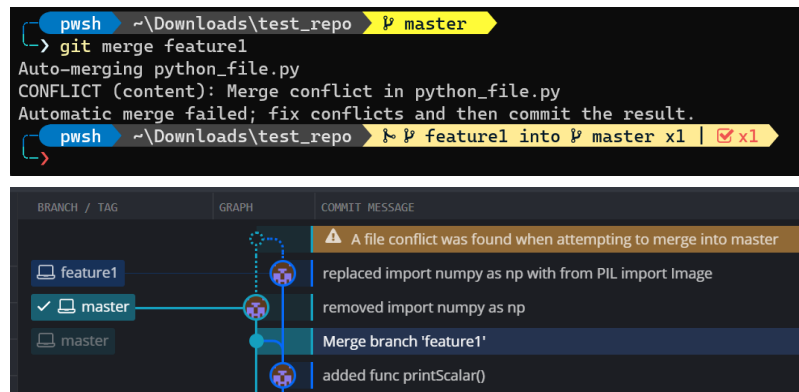 pwsh ~\Downloads\test_repo master
git merge feature1
Auto-merging python_file.py
CONFLICT (content): Merge conflict in python_file.py
Automatic merge failed; fix conflicts and then commit the result.
pwsh ~\Downloads\test_repo feature1 into master x1 | x1
BRANCH / TAG GRAPH COMMIT MESSAGE
A file conflict was found when attempting to merge into master
feature1 replaced import numpy as np with from PIL import Image
master removed import numpy as np
master Merge branch 'feature1'
added func printScalar()